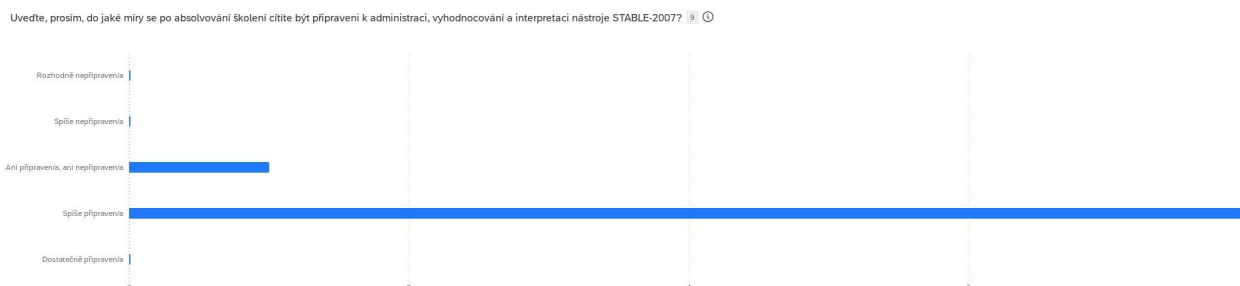 Uveďte, prosím, do jaké míry se po absolvování školení cítíte být připraveni k administraci, vyhodnocování a interpretaci nástroje STABLE-2007? 9
Rozhodně nepřipraven/a
Spíše nepřipraven/a
Ani připraven/a, ani nepřipraven/a
Spíše připraven/a
Dostatečně připraven/a